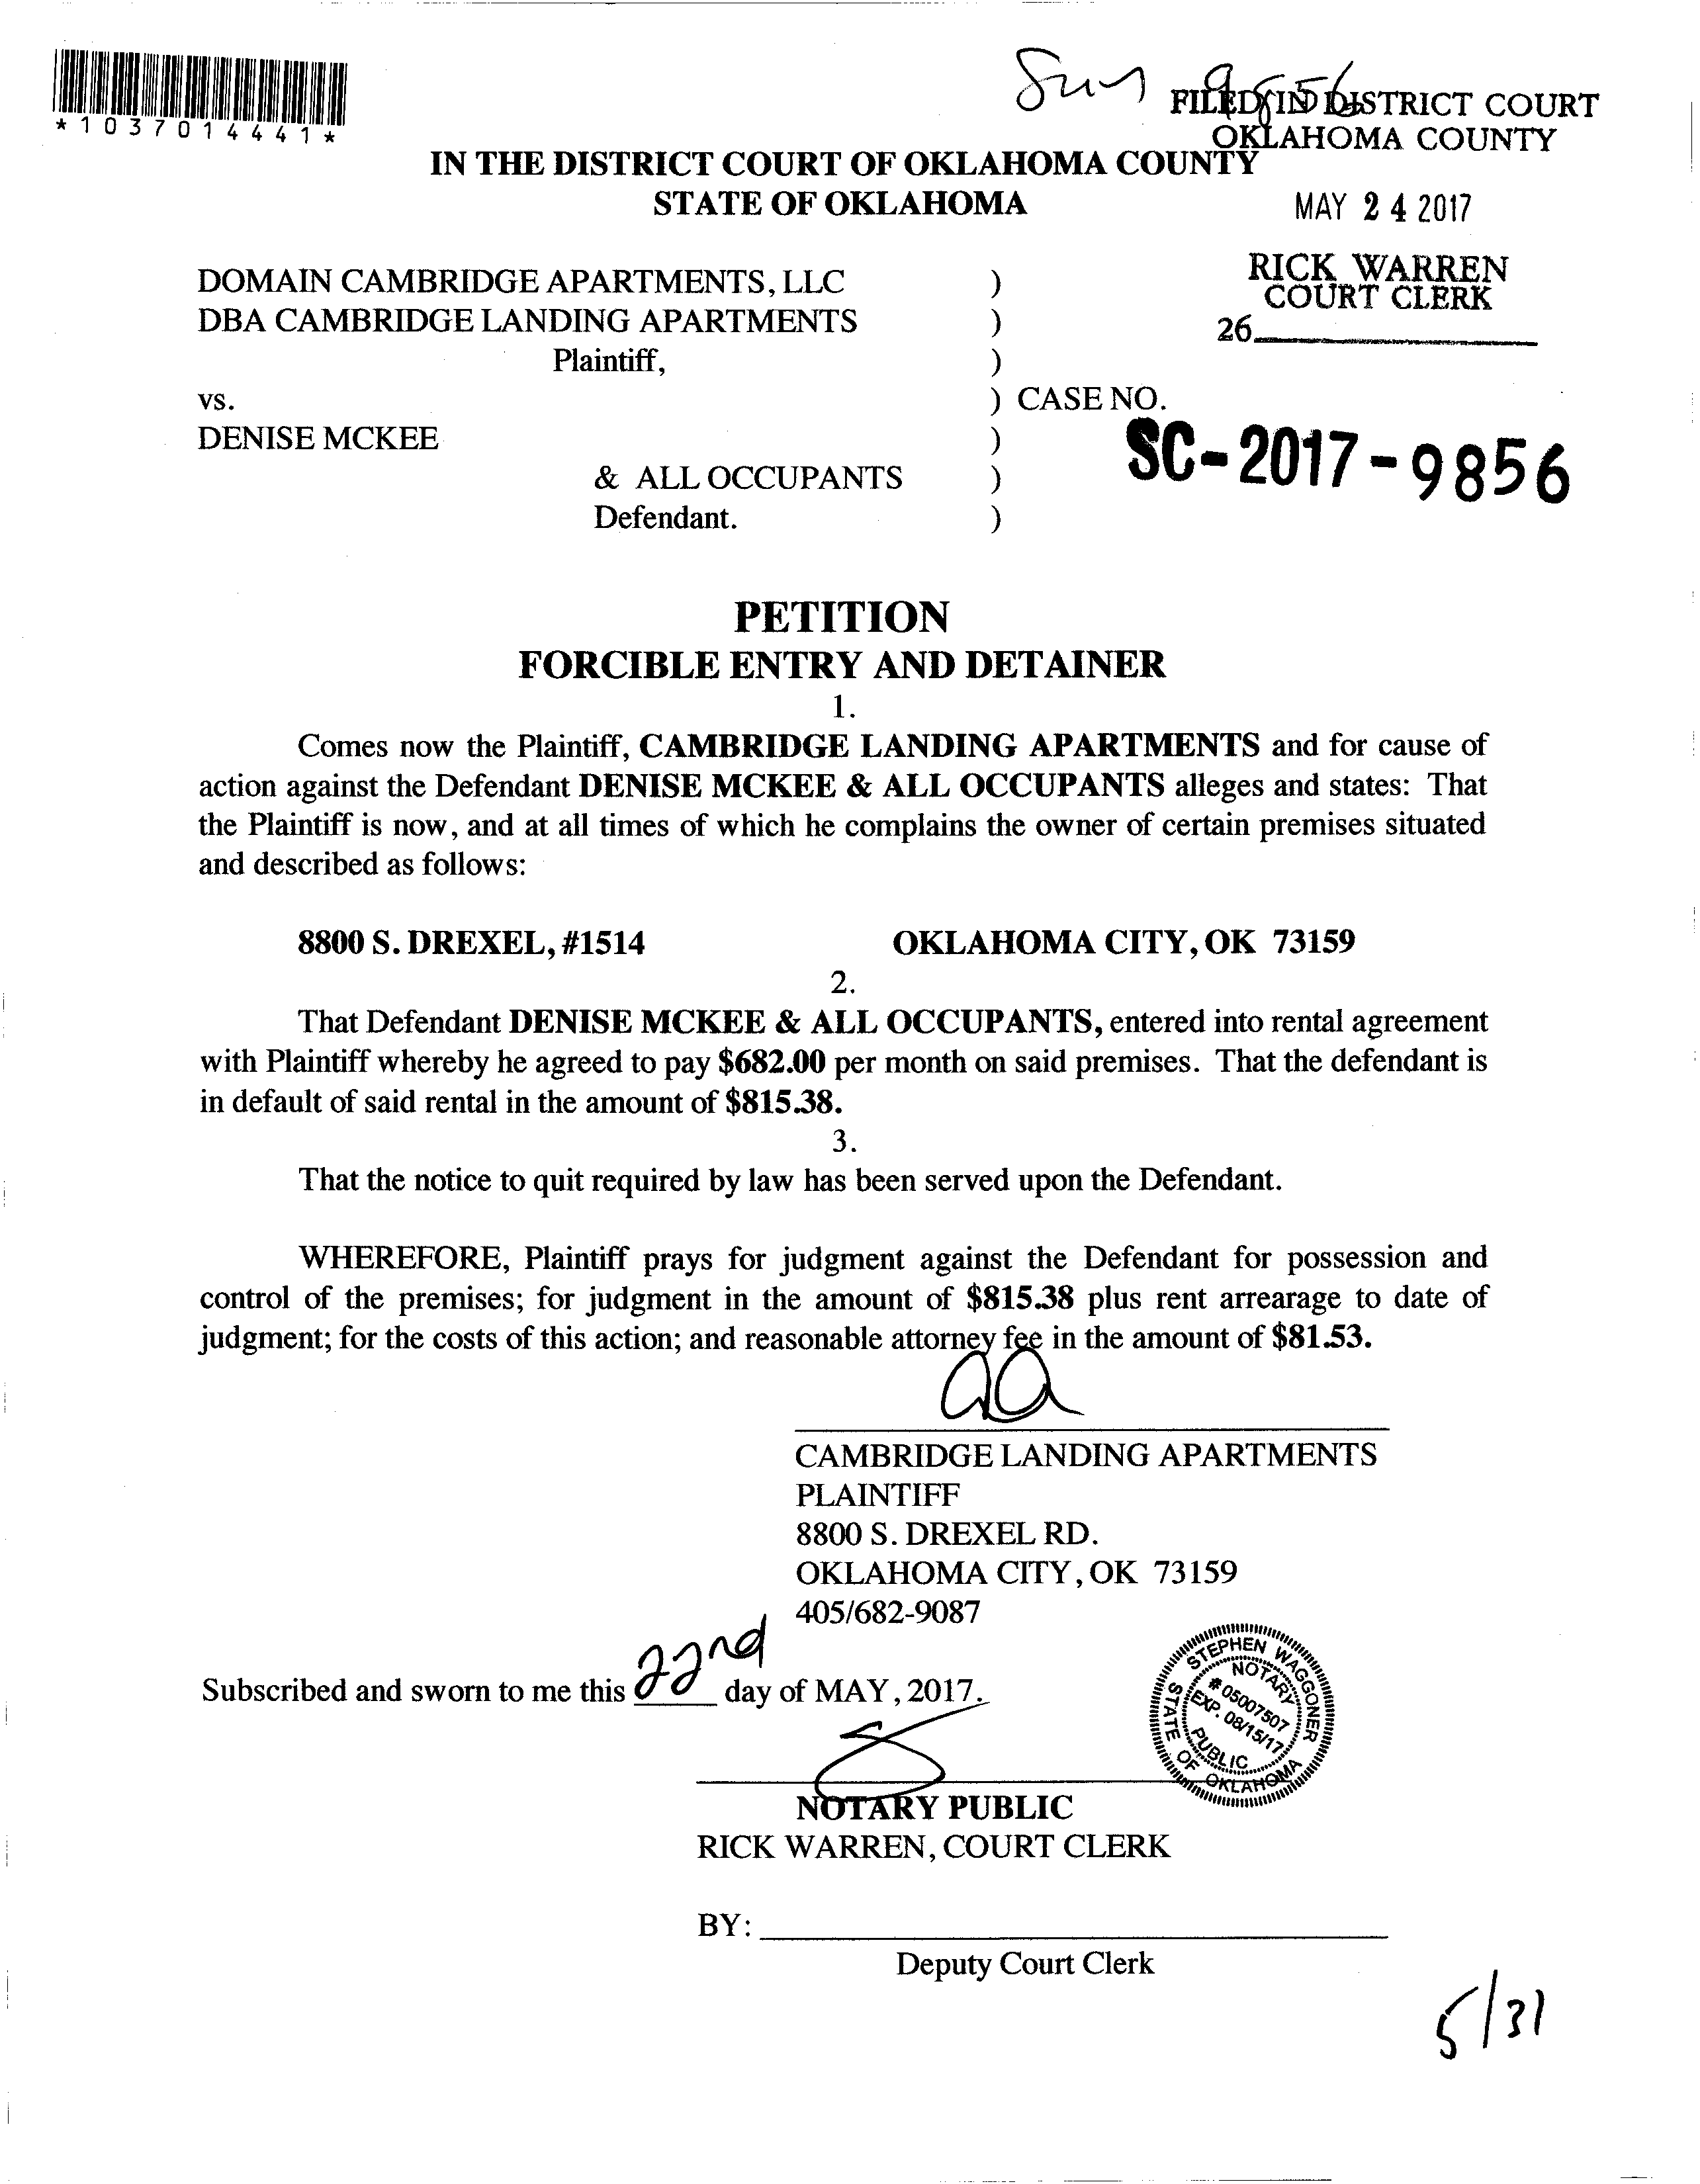 *1037014441*
9856
FILED IN DISTRICT COURT
OKLAHOMA COUNTY
IN THE DISTRICT COURT OF OKLAHOMA COUNTY
STATE OF OKLAHOMA
MAY 24 2017
RICK WARREN
COURT CLERK
26
DOMAIN CAMBRIDGE APARTMENTS, LLC )
DBA CAMBRIDGE LANDING APARTMENTS )
Plaintiff, )
vs. ) CASE NO.
DENISE MCKEE )
SC-2017-9856
& ALL OCCUPANTS )
Defendant. )
PETITION
FORCIBLE ENTRY AND DETAINER
1.
Comes now the Plaintiff, CAMBRIDGE LANDING APARTMENTS and for cause of
action against the Defendant DENISE MCKEE & ALL OCCUPANTS alleges and states: That
the Plaintiff is now, and at all times of which he complains the owner of certain premises situated
and described as follows:
8800 S. DREXEL, #1514 OKLAHOMA CITY, OK 73159
2.
That Defendant DENISE MCKEE & ALL OCCUPANTS, entered into rental agreement
with Plaintiff whereby he agreed to pay $682.00 per month on said premises. That the defendant is
in default of said rental in the amount of $815.38.
3.
That the notice to quit required by law has been served upon the Defendant.
WHEREFORE, Plaintiff prays for judgment against the Defendant for possession and
control of the premises; for judgment in the amount of $815.38 plus rent arrearage to date of
judgment; for the costs of this action; and reasonable attorney fee in the amount of $81.53.
CAMBRIDGE LANDING APARTMENTS
PLAINTIFF
8800 S. DREXEL RD.
OKLAHOMA CITY, OK 73159
405/682-9087
Subscribed and sworn to me this 22nd day of MAY, 2017.
STEPHEN WAGGONER
NOTARY
# 05007507
EXP. 08/15/17
PUBLIC
STATE OF OKLAHOMA
NOTARY PUBLIC
RICK WARREN, COURT CLERK
BY:
Deputy Court Clerk
5/31